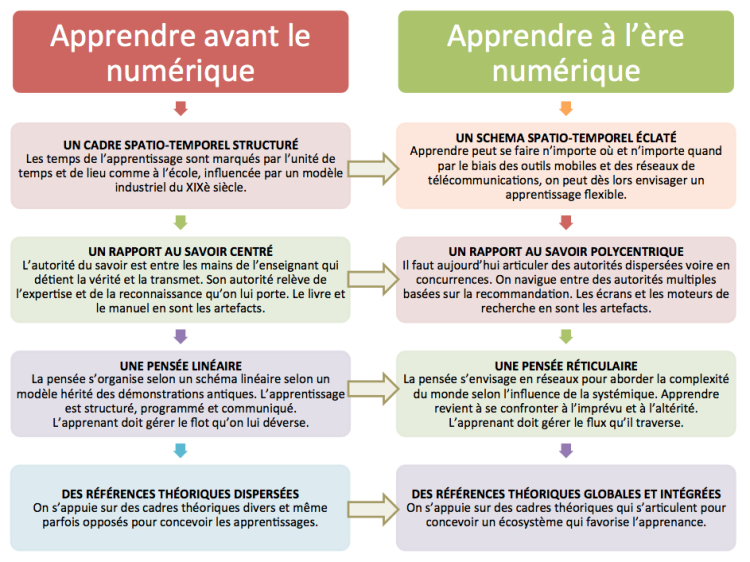 Apprendre avant le
numérique
UN CADRE SPATIO-TEMPOREL STRUCTURÉ
Les temps de l'apprentissage sont marqués par l'unité de
temps et de lieu comme à l'école, influencée par un modèle
industriel du XIXè siècle.
UN RAPPORT AU SAVOIR CENTRÉ
L'autorité du savoir est entre les mains de l'enseignant qui
détient la vérité et la transmet. Son autorité relève de
l'expertise et de la reconnaissance qu'on lui porte. Le livre et
le manuel en sont les artefacts.
UNE PENSÉE LINÉAIRE
La pensée s'organise selon un schéma linéaire selon un
modèle hérité des démonstrations antiques. L'apprentissage
est structuré, programmé et communiqué.
L'apprenant doit gérer le flot qu'on lui déverse.
DES RÉFÉRENCES THÉORIQUES DISPERSÉES
On s'appuie sur des cadres théoriques divers et même
parfois opposés pour concevoir les apprentissages.
Apprendre à l'ère
numérique
UN SCHEMA SPATIO-TEMPOREL ÉCLATÉ
Apprendre peut se faire n'importe où et n'importe quand
par le biais des outils mobiles et des réseaux de
télécommunications, on peut dès lors envisager un
apprentissage flexible.
UN RAPPORT AU SAVOIR POLYCENTRIQUE
Il faut aujourd'hui articuler des autorités dispersées voire en
concurrences. On navigue entre des autorités multiples
basées sur la recommandation. Les écrans et les moteurs de
recherche en sont les artefacts.
UNE PENSÉE RÉTICULAIRE
La pensée s'envisage en réseaux pour aborder la complexité
du monde selon l'influence de la systémique. Apprendre
revient à se confronter à l'imprévu et à l'altérité.
L'apprenant doit gérer le flux qu'il traverse.
DES RÉFÉRENCES THÉORIQUES GLOBALES ET INTÉGRÉES
On s'appuie sur des cadres théoriques qui s'articulent pour
concevoir un écosystème qui favorise l'apprenance.